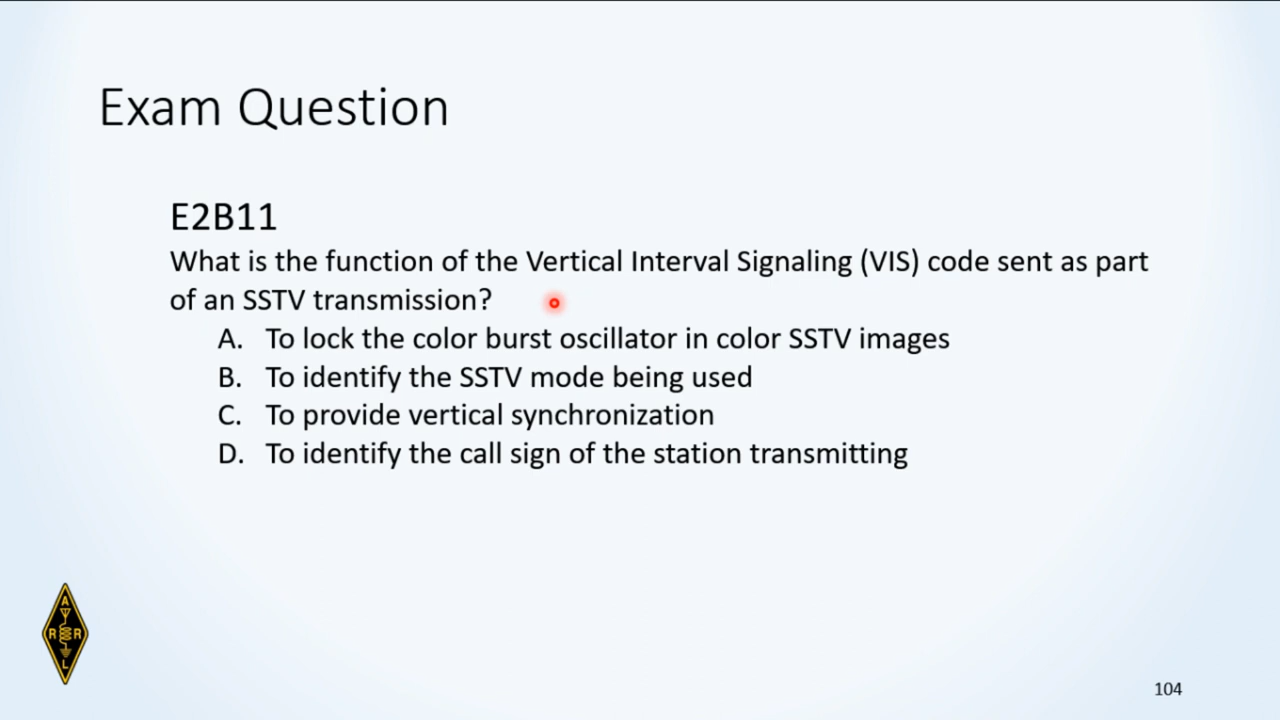 Exam Question
E2B11
What is the function of the Vertical Interval Signaling (VIS) code sent as part
of an SSTV transmission?
A. To lock the color burst oscillator in color SSTV images
B. To identify the SSTV mode being used
C. To provide vertical synchronization
D. To identify the call sign of the station transmitting
A
R R
L
104